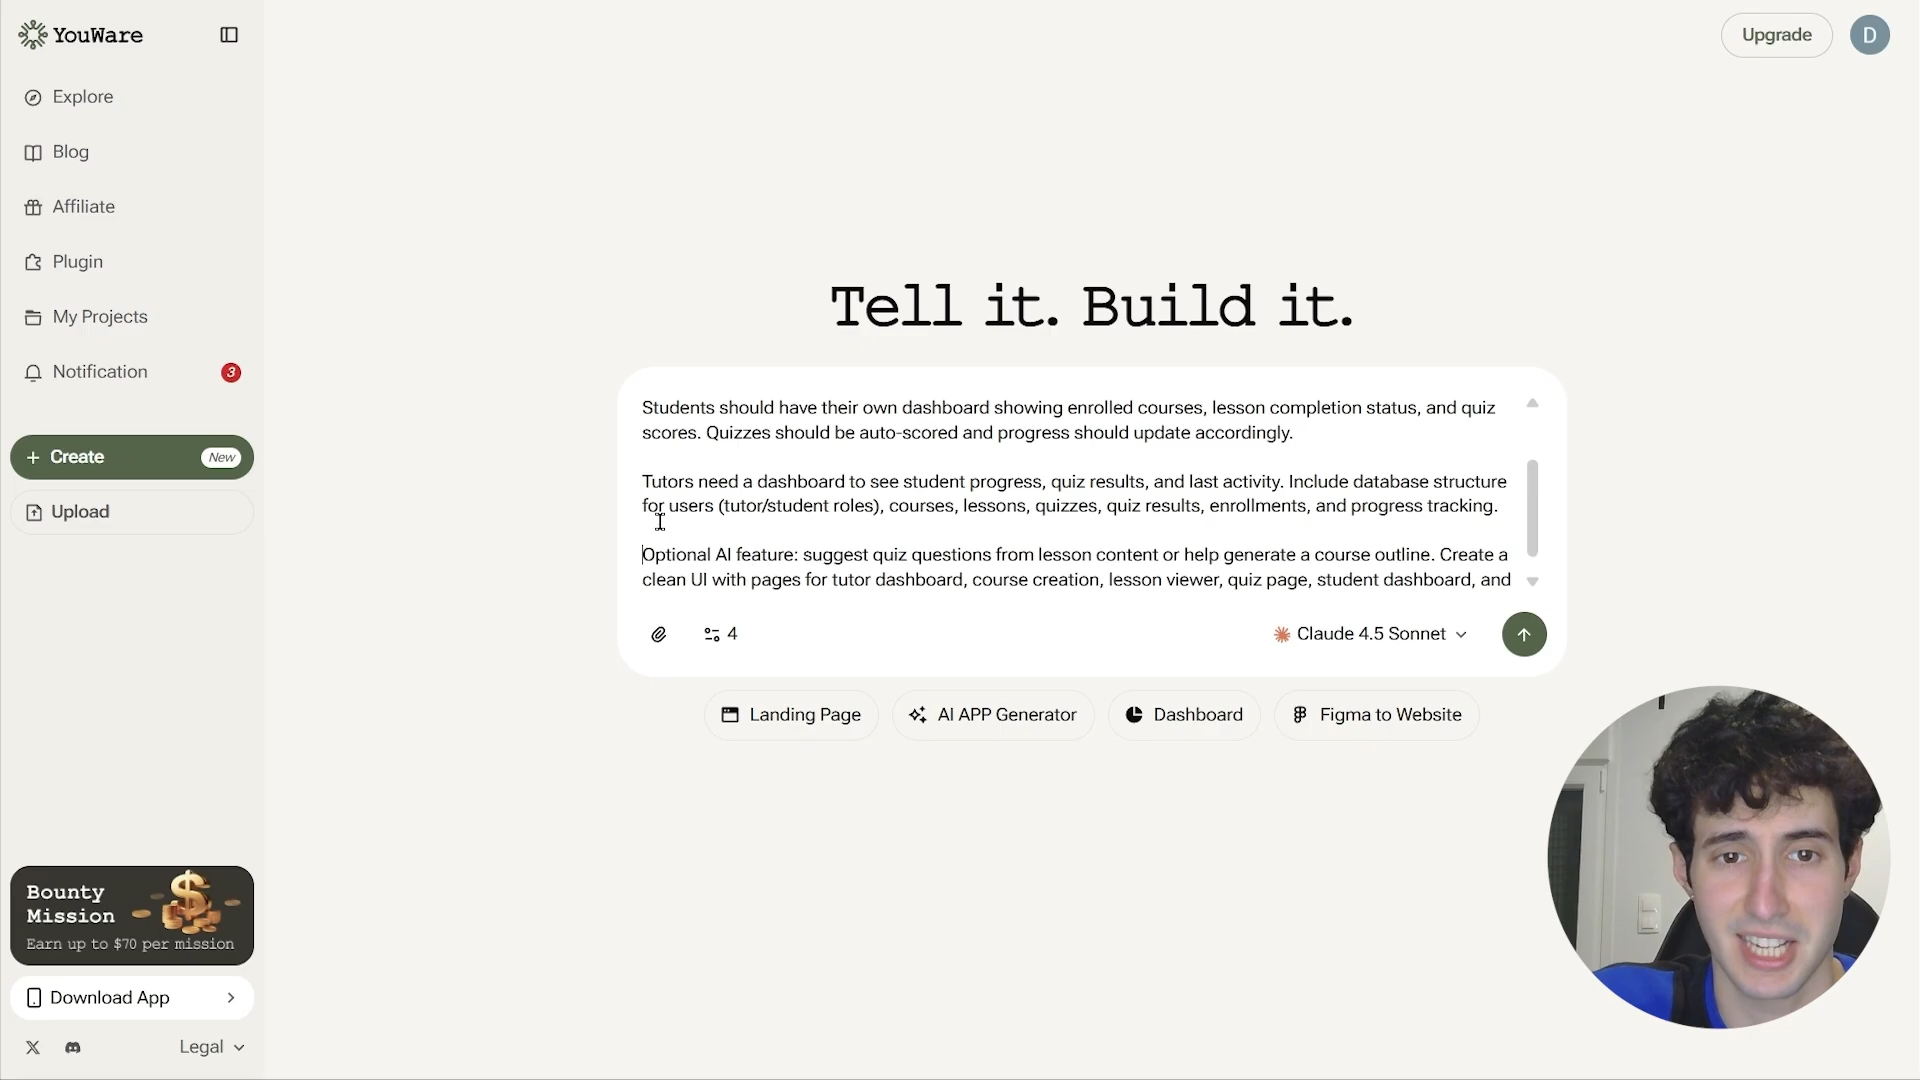 YouWare
Upgrade
D
Explore
Blog
Affiliate
Plugin
My Projects
Notification
3
+ Create
New
Upload
Tell it. Build it.
Students should have their own dashboard showing enrolled courses, lesson completion status, and quiz
scores. Quizzes should be auto-scored and progress should update accordingly.
Tutors need a dashboard to see student progress, quiz results, and last activity. Include database structure
for users (tutor/student roles), courses, lessons, quizzes, quiz results, enrollments, and progress tracking.
Optional AI feature: suggest quiz questions from lesson content or help generate a course outline. Create a
clean UI with pages for tutor dashboard, course creation, lesson viewer, quiz page, student dashboard, and
4
Claude 4.5 Sonnet
Landing Page
AI APP Generator
Dashboard
Figma to Website
Bounty
Mission
Earn up to $70 per mission
Download App
Legal